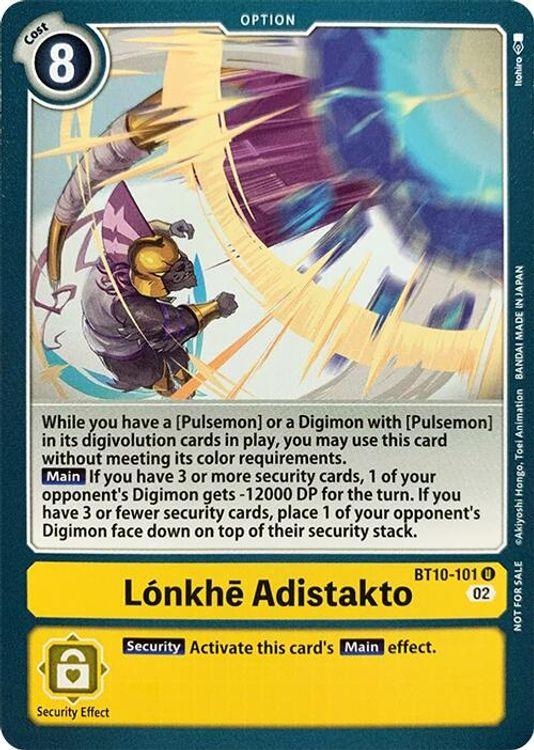 OPTION
Cost
8
Itohiro
While you have a [Pulsemon] or a Digimon with [Pulsemon]
in its digivolution cards in play, you may use this card
without meeting its color requirements.
Main If you have 3 or more security cards, 1 of your
opponent's Digimon gets -12000 DP for the turn. If you
have 3 or fewer security cards, place 1 of your opponent's
Digimon face down on top of their security stack.
©Akiyoshi Hongo, Toei Animation BANDAI MADE IN JAPAN
NOT FOR SALE
BT10-101 U
Lónkhē Adistakto
02
Security Activate this card's Main effect.
Security Effect